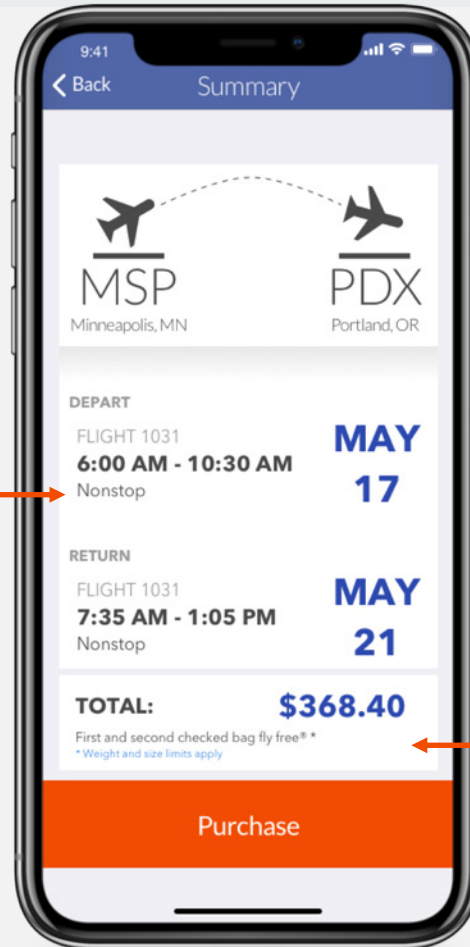 9:41
Back Summary
MSP PDX
Minneapolis, MN Portland, OR
DEPART
FLIGHT 1031
6:00 AM - 10:30 AM
Nonstop
MAY
17
RETURN
FLIGHT 1031
7:35 AM - 1:05 PM
Nonstop
MAY
21
TOTAL: $368.40
First and second checked bag fly free® *
* Weight and size limits apply
Purchase